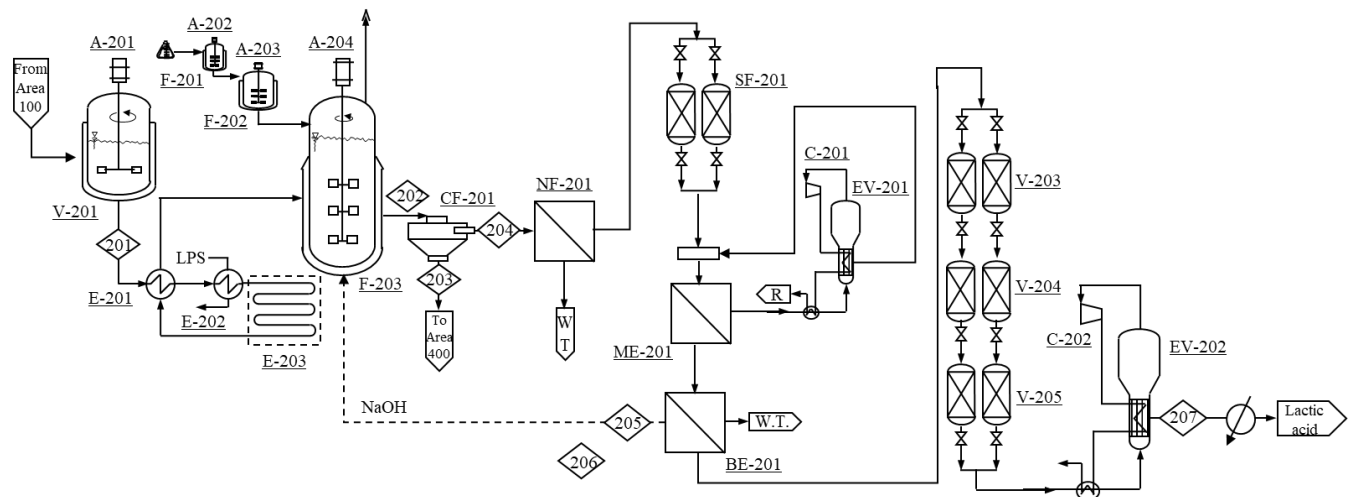 From
Area
100
A-201
A-202
A-203
A-204
F-201
F-202
V-201
201
LPS
E-201
E-202
E-203
F-203
202
CF-201
204
203
To
Area
400
NF-201
W
T
SF-201
C-201
EV-201
R
ME-201
NaOH
205
206
W.T.
BE-201
V-203
V-204
V-205
C-202
EV-202
207
Lactic
acid